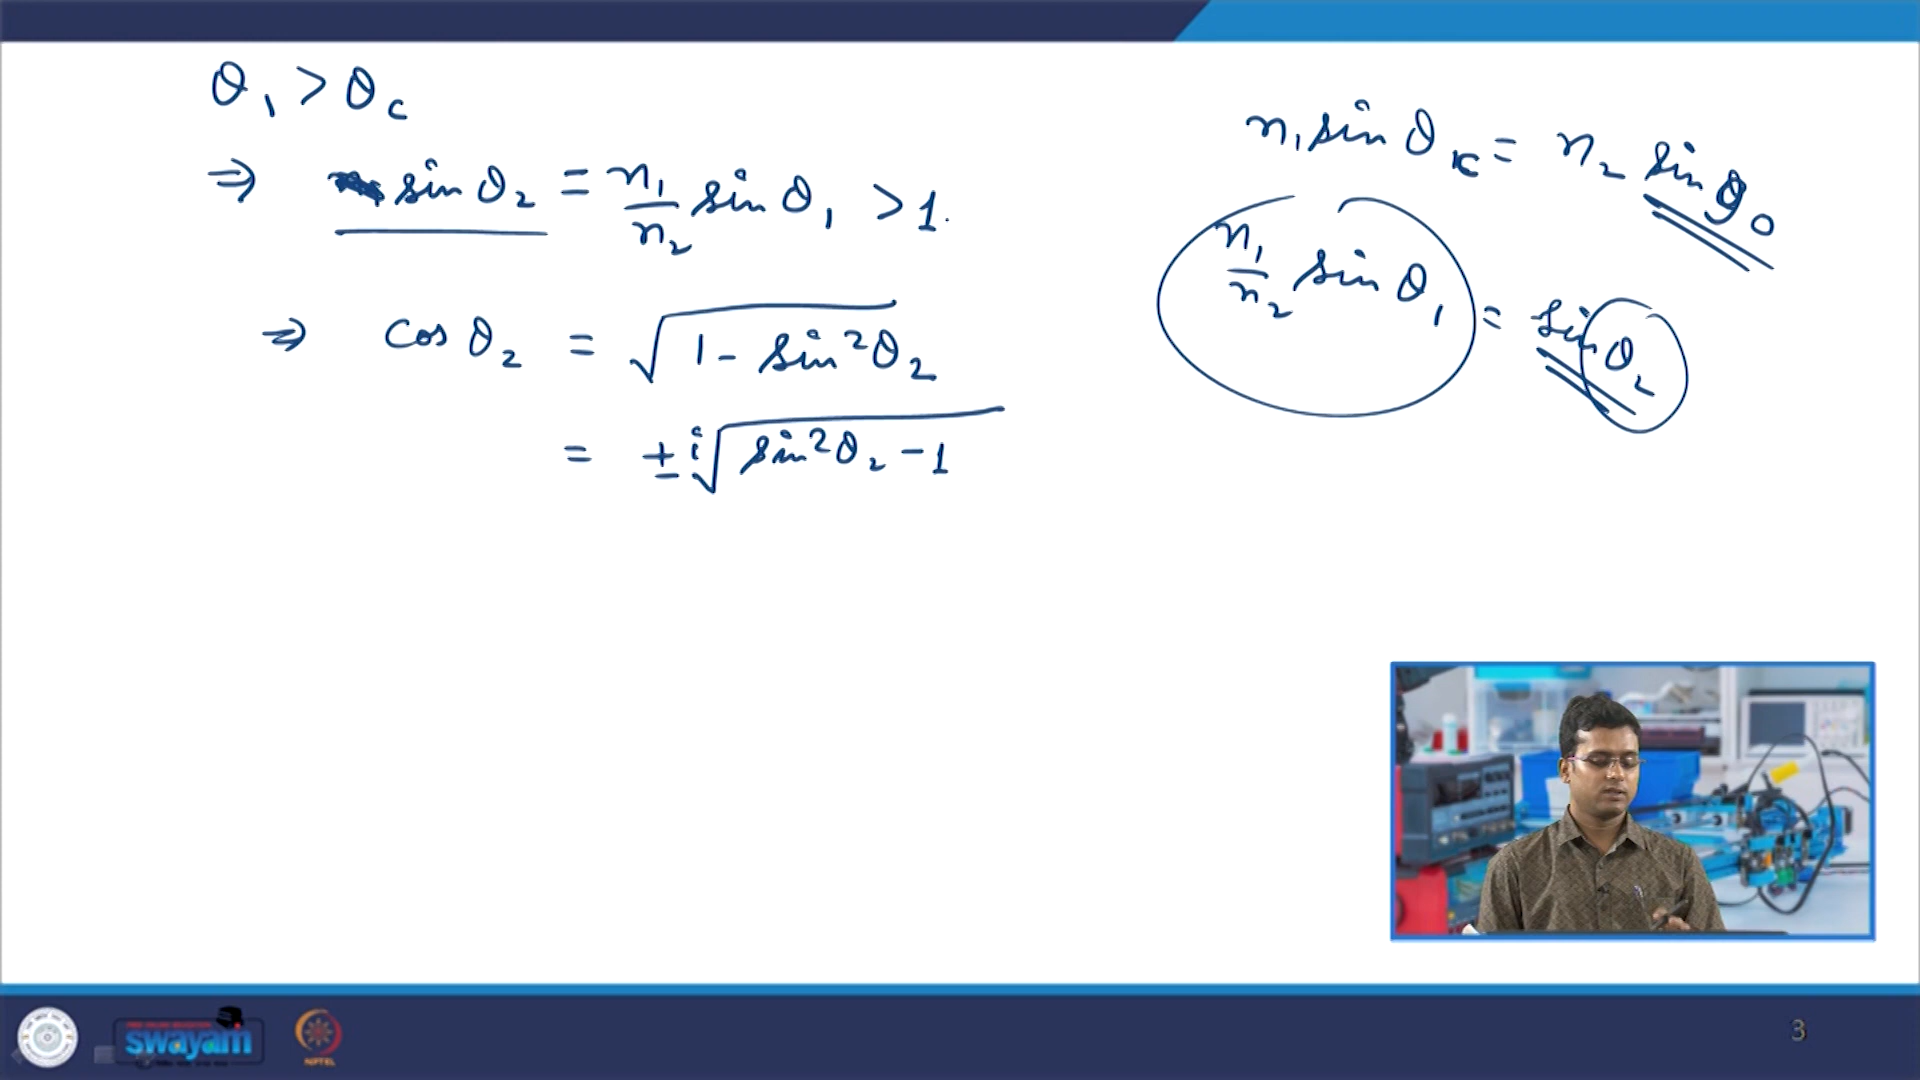 θ₁ > θc
⇒ sin θ₂ = n₁/n₂ sin θ₁ > 1.
⇒ cos θ₂ = √(1 - sin²θ₂)
= ± i√(sin²θ₂ - 1)
n₁ sin θc = n₂ sin 90
n₁/n₂ sin θ₁ = sin θ₂
swayam
NPTEL
3